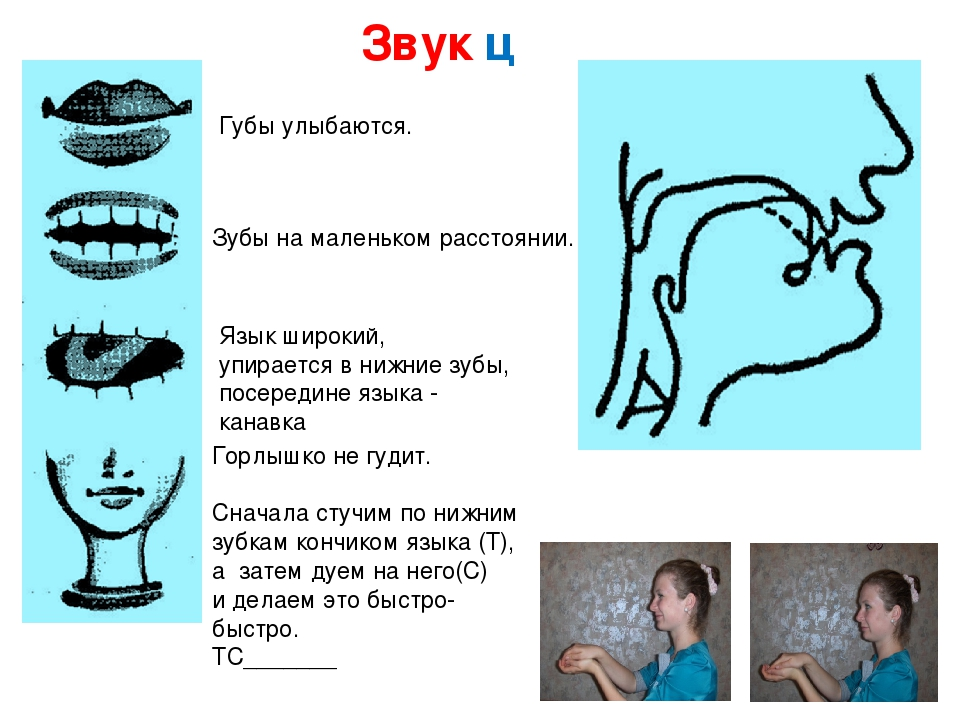 Звук ц
Губы улыбаются.
Зубы на маленьком расстоянии.
Язык широкий,
упирается в нижние зубы,
посередине языка -
канавка
Горлышко не гудит.
Сначала стучим по нижним
зубкам кончиком языка (Т),
а затем дуем на него(С)
и делаем это быстро-
быстро.
ТС_______